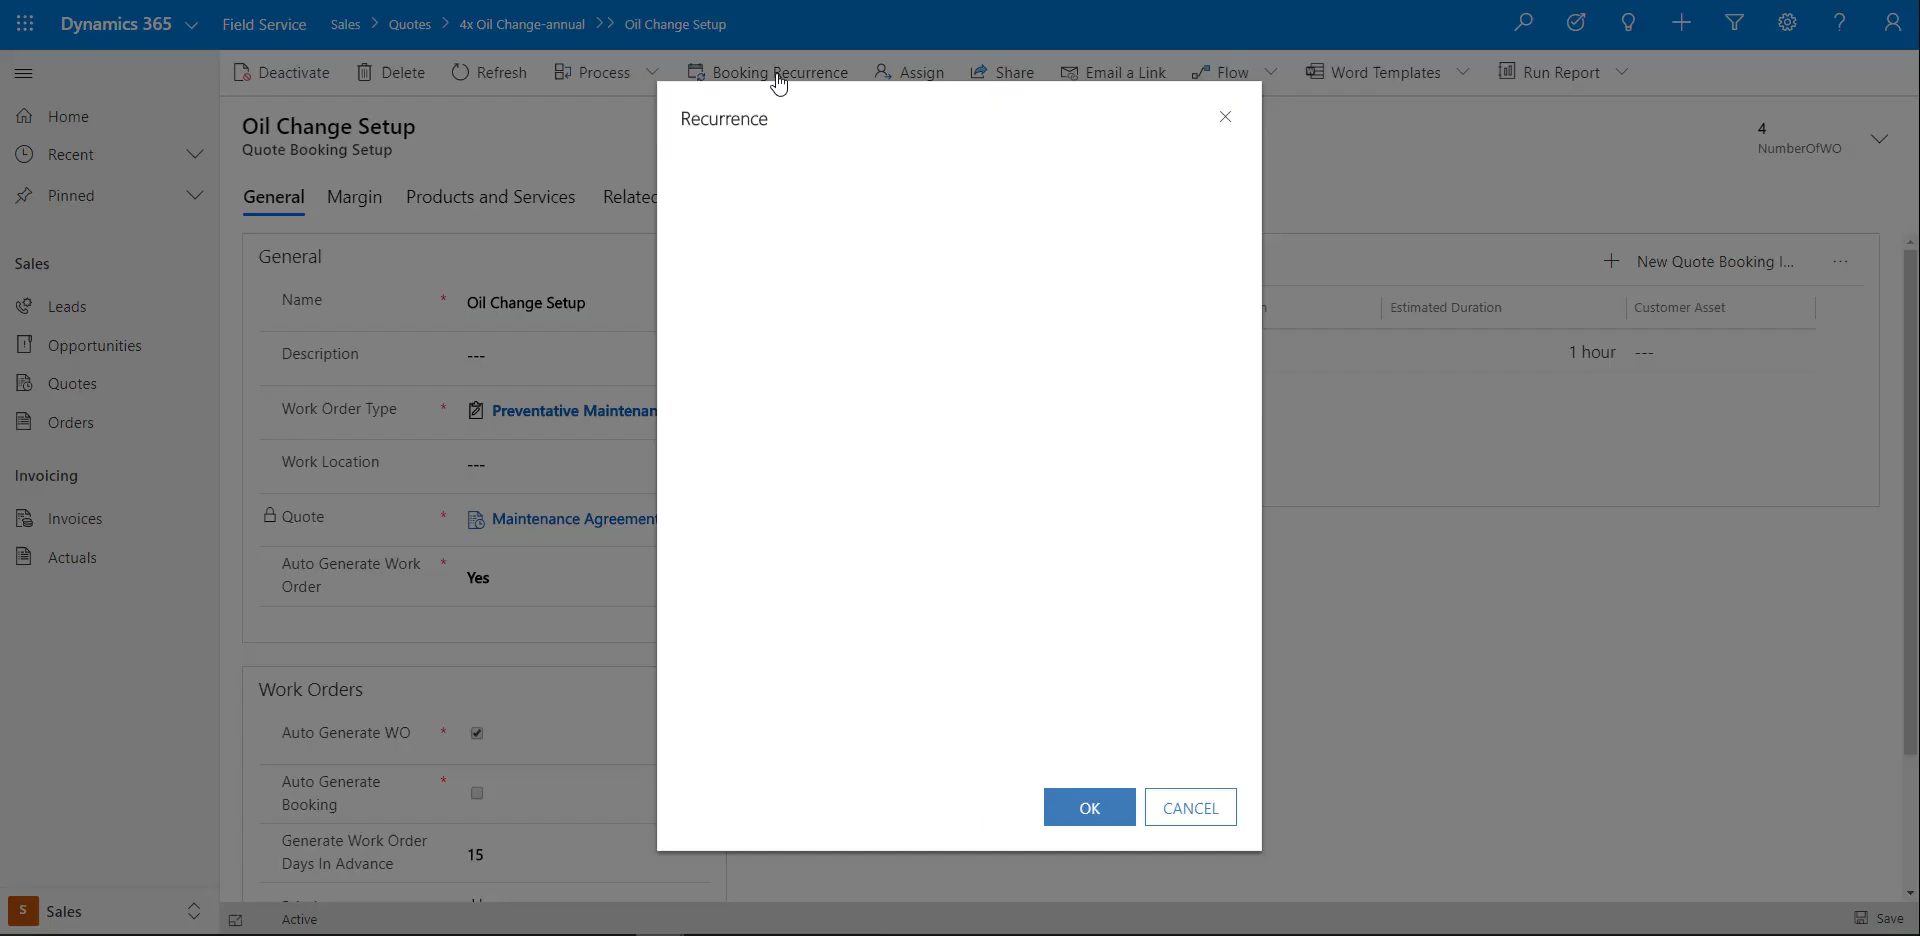 Dynamics 365
Field Service
Sales
Quotes
4x Oil Change-annual
Oil Change Setup
Deactivate
Delete
Refresh
Process
Booking Recurrence
Assign
Share
Email a Link
Flow
Word Templates
Run Report
Home
Recent
Pinned
Sales
Leads
Opportunities
Quotes
Orders
Invoicing
Invoices
Actuals
S
Sales
Oil Change Setup
Quote Booking Setup
4
NumberOfWO
General
Margin
Products and Services
Related
General
Name
*
Oil Change Setup
Description
---
Work Order Type
*
Preventative Maintenan
Work Location
---
Quote
*
Maintenance Agreement
Auto Generate Work
Order
*
Yes
Work Orders
Auto Generate WO
*
Auto Generate
Booking
*
Generate Work Order
Days In Advance
15
New Quote Booking I...
...
Estimated Duration
Customer Asset
1 hour
---
Recurrence
OK
CANCEL
Active
Save